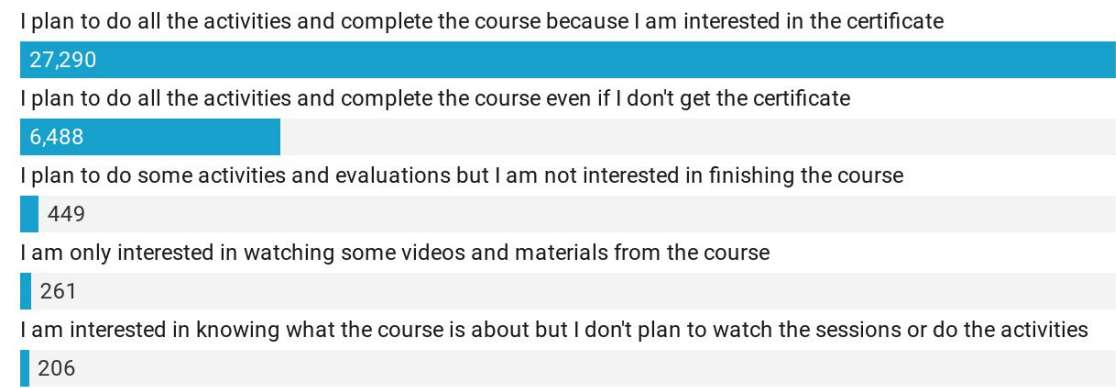 I plan to do all the activities and complete the course because I am interested in the certificate
27,290
I plan to do all the activities and complete the course even if I don't get the certificate
6,488
I plan to do some activities and evaluations but I am not interested in finishing the course
449
I am only interested in watching some videos and materials from the course
261
I am interested in knowing what the course is about but I don't plan to watch the sessions or do the activities
206